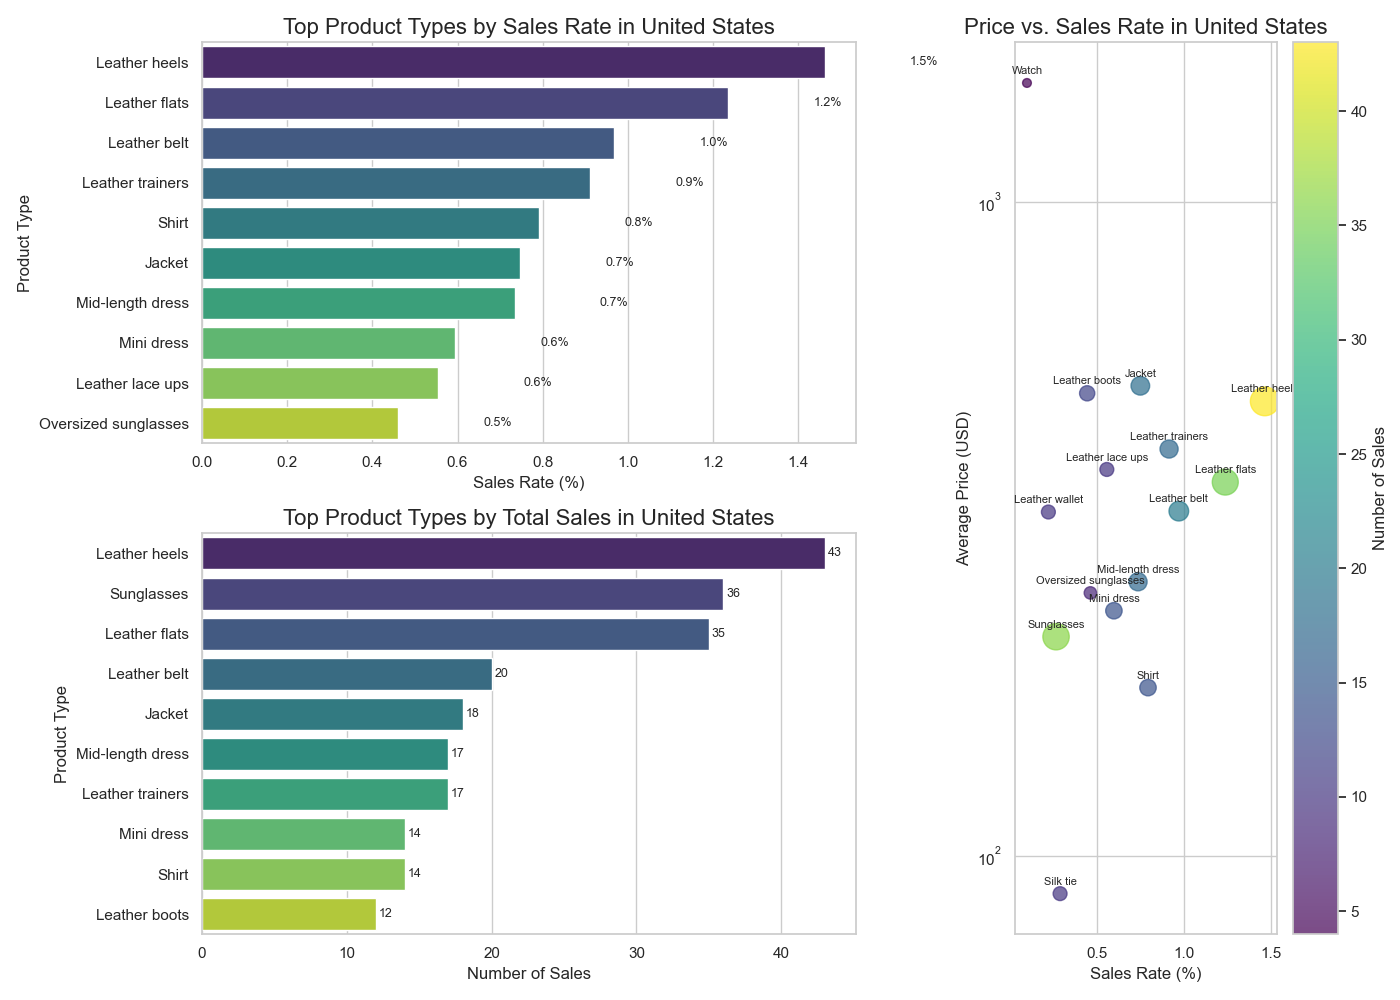 Top Product Types by Sales Rate in United States
Product Type
Leather heels 1.5%
Leather flats 1.2%
Leather belt 1.0%
Leather trainers 0.9%
Shirt 0.8%
Jacket 0.7%
Mid-length dress 0.7%
Mini dress 0.6%
Leather lace ups 0.6%
Oversized sunglasses 0.5%
0.0 0.2 0.4 0.6 0.8 1.0 1.2 1.4
Sales Rate (%)
Top Product Types by Total Sales in United States
Product Type
Leather heels 43
Sunglasses 36
Leather flats 35
Leather belt 20
Jacket 18
Mid-length dress 17
Leather trainers 17
Mini dress 14
Shirt 14
Leather boots 12
0 10 20 30 40
Number of Sales
Price vs. Sales Rate in United States
Average Price (USD)
10³
10²
Watch
Jacket
Leather boots
Leather heel
Leather trainers
Leather lace ups
Leather flats
Leather wallet
Leather belt
Mid-length dress
Oversized sunglasses
Mini dress
Sunglasses
Shirt
Silk tie
0.5 1.0 1.5
Sales Rate (%)
40
35
30
25
20
15
10
5
Number of Sales